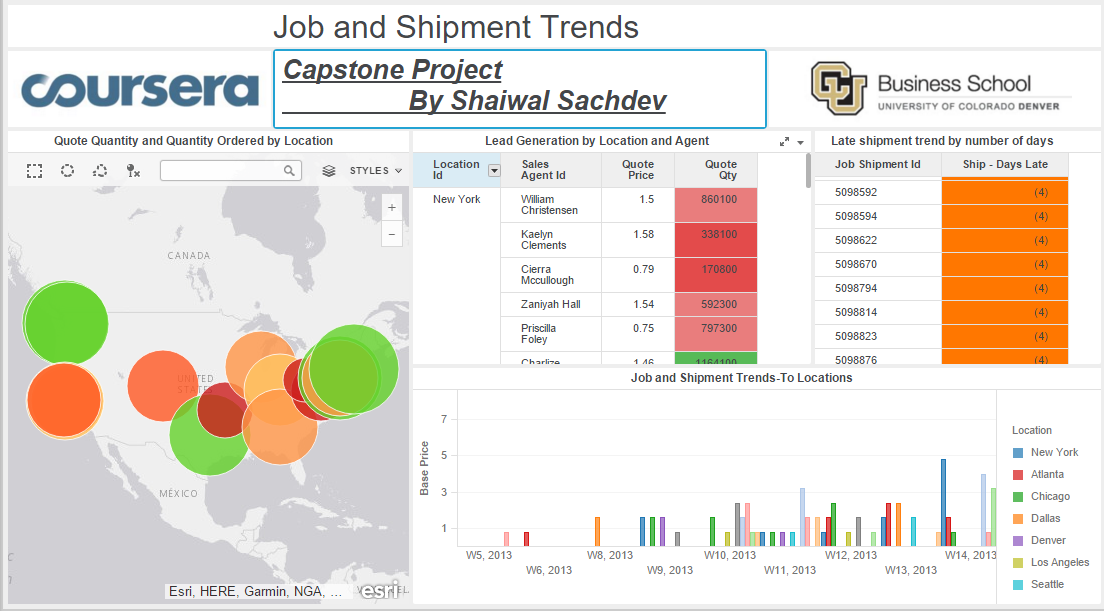 Job and Shipment Trends
coursera
Capstone Project
By Shaiwal Sachdev
CU
Business School
UNIVERSITY OF COLORADO DENVER
Quote Quantity and Quantity Ordered by Location
STYLES
+
−
CANADA
UNITED
STATES
MÉXICO
Esri, HERE, Garmin, NGA, ...
esri
Lead Generation by Location and Agent
Location Sales Quote Quote
Id Agent Id Price Qty
New York William Christensen 1.5 860100
Kaelyn Clements 1.58 338100
Cierra Mccullough 0.79 170800
Zaniyah Hall 1.54 592300
Priscilla Foley 0.75 797300
Charlize 1.46 1164100
Late shipment trend by number of days
Job Shipment Id Ship - Days Late
5098592 (4)
5098594 (4)
5098622 (4)
5098670 (4)
5098794 (4)
5098814 (4)
5098823 (4)
5098876 (4)
Job and Shipment Trends-To Locations
Base Price
7
5
3
1
W5, 2013 W8, 2013 W10, 2013 W12, 2013 W14, 2013
W6, 2013 W9, 2013 W11, 2013 W13, 2013
Location
New York
Atlanta
Chicago
Dallas
Denver
Los Angeles
Seattle